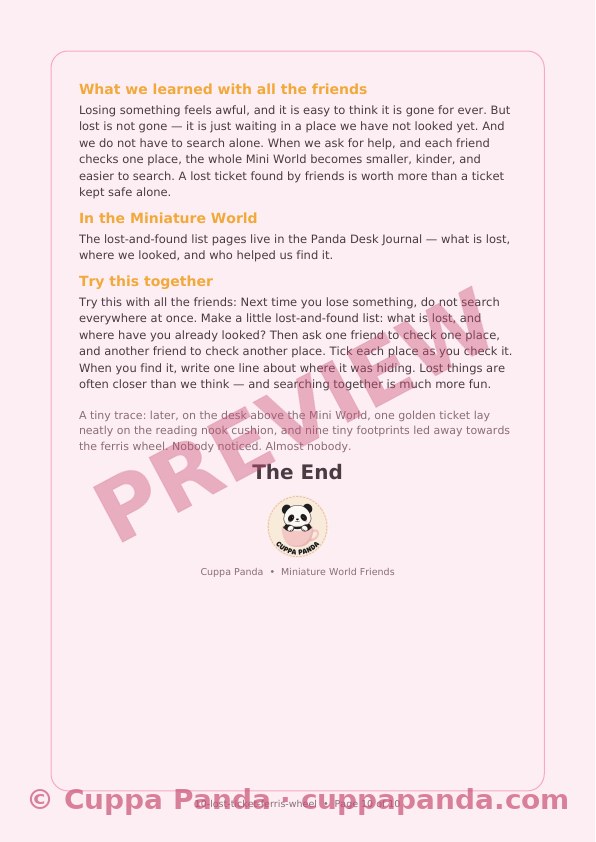 What we learned with all the friends
Losing something feels awful, and it is easy to think it is gone for ever. But
lost is not gone — it is just waiting in a place we have not looked yet. And
we do not have to search alone. When we ask for help, and each friend
checks one place, the whole Mini World becomes smaller, kinder, and
easier to search. A lost ticket found by friends is worth more than a ticket
kept safe alone.
In the Miniature World
The lost-and-found list pages live in the Panda Desk Journal — what is lost,
where we looked, and who helped us find it.
Try this together
Try this with all the friends: Next time you lose something, do not search
everywhere at once. Make a little lost-and-found list: what is lost, and
where have you already looked? Then ask one friend to check one place,
and another friend to check another place. Tick each place as you check it.
When you find it, write one line about where it was hiding. Lost things are
often closer than we think — and searching together is much more fun.
A tiny trace: later, on the desk above the Mini World, one golden ticket lay
neatly on the reading nook cushion, and nine tiny footprints led away towards
the ferris wheel. Nobody noticed. Almost nobody.
PREVIEW
The End
CUPPA PANDA
Cuppa Panda • Miniature World Friends
© Cuppa Panda · cuppapanda.com
lost-ticket-ferris-wheel • Page 10 of 10